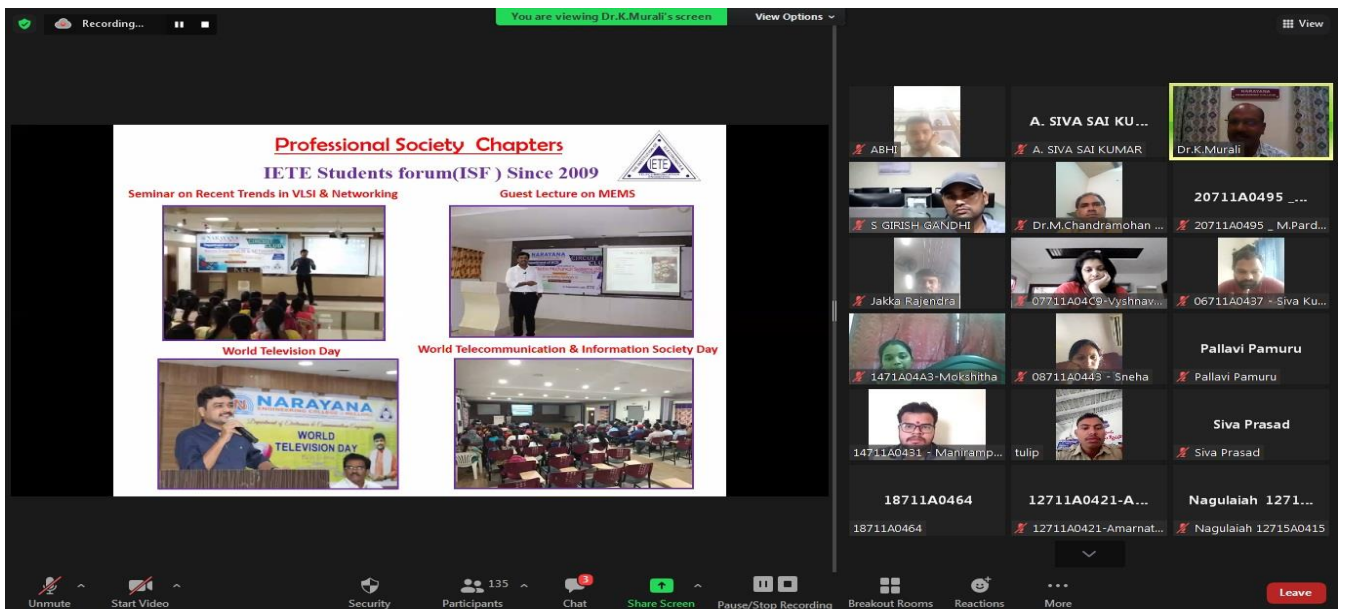 Recording...
You are viewing Dr.K.Murali's screen
View Options
View
Professional Society Chapters
IETE
IETE Students forum(ISF ) Since 2009
Seminar on Recent Trends in VLSI & Networking
Guest Lecture on MEMS
World Television Day
World Telecommunication & Information Society Day
NARAYANA
WORLD
TELEVISION DAY
ABHI
A. SIVA SAI KU...
A. SIVA SAI KUMAR
NARAYANA
Dr.K.Murali
S GIRISH GANDHI
Dr.M.Chandramohan ...
20711A0495 _...
20711A0495 _ M.Pard...
Jakka Rajendra
07711A04C9-Vyshnav...
06711A0437 - Siva Ku...
1471A04A3-Mokshitha
08711A0443 - Sneha
Pallavi Pamuru
Pallavi Pamuru
14711A0431 - Maniramp...
tulip
Siva Prasad
Siva Prasad
18711A0464
18711A0464
12711A0421-A...
12711A0421-Amarnat...
Nagulaiah 1271...
Nagulaiah 12715A0415
Unmute
Start Video
Security
135
Participants
3
Chat
Share Screen
Pause/Stop Recording
Breakout Rooms
Reactions
More
Leave